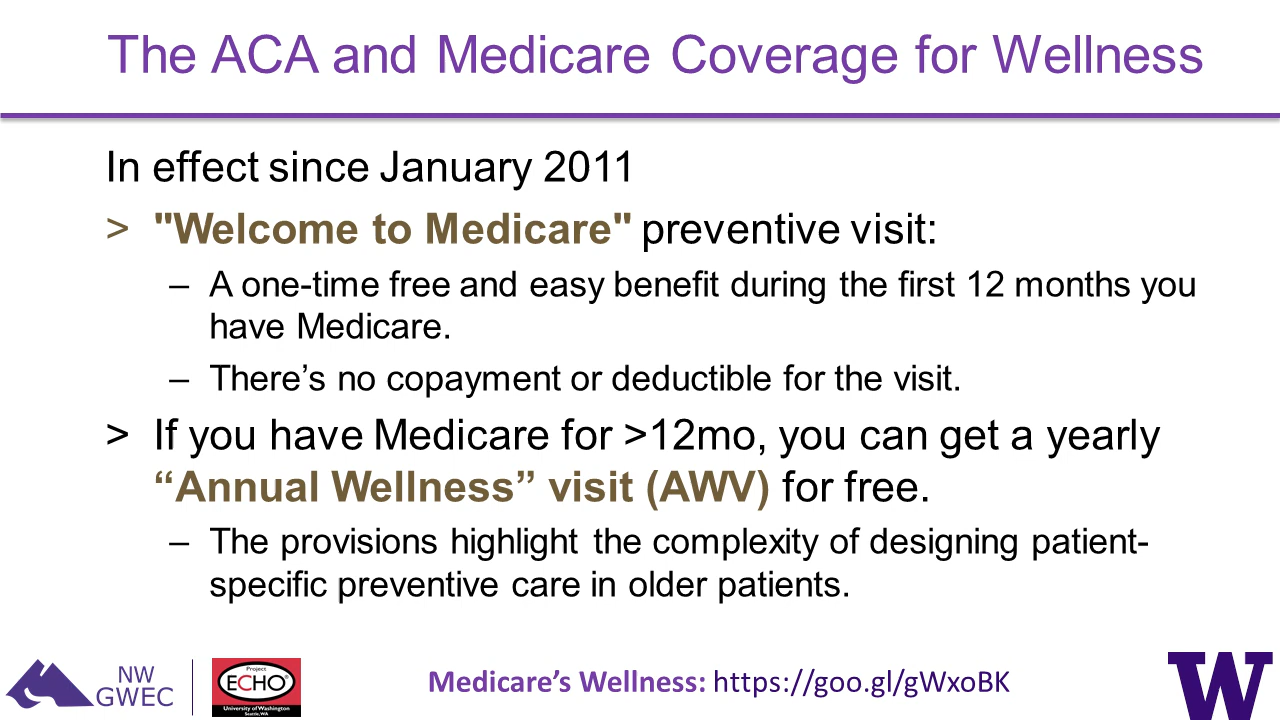 The ACA and Medicare Coverage for Wellness
In effect since January 2011
> "Welcome to Medicare" preventive visit:
– A one-time free and easy benefit during the first 12 months you
have Medicare.
– There’s no copayment or deductible for the visit.
> If you have Medicare for >12mo, you can get a yearly
“Annual Wellness” visit (AWV) for free.
– The provisions highlight the complexity of designing patient-
specific preventive care in older patients.
NW
GWEC
Project
ECHO®
University of Washington
Seattle, WA
Medicare’s Wellness: https://goo.gl/gWxoBK
W